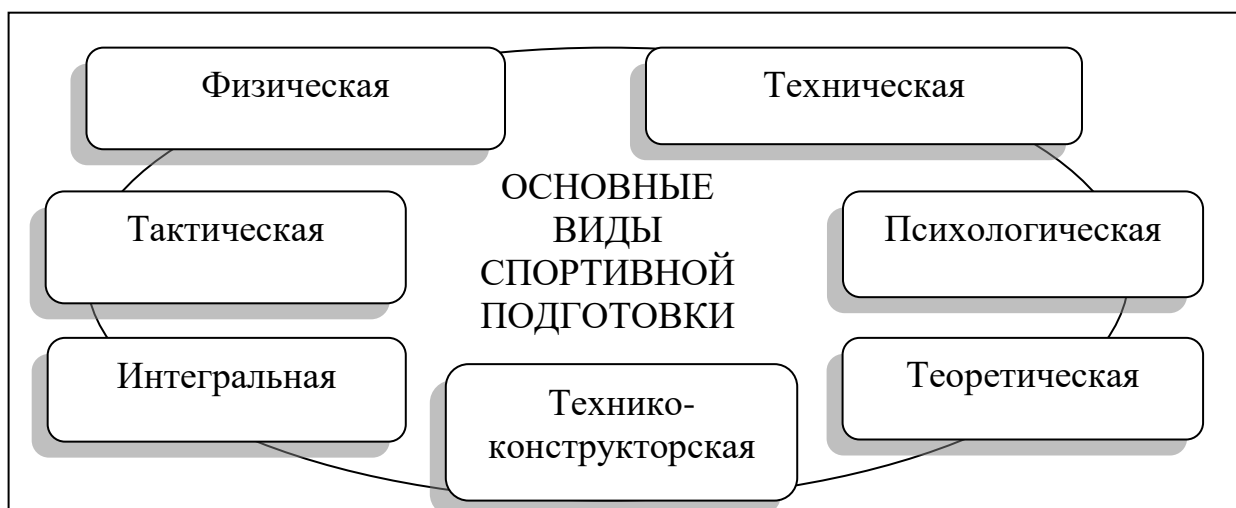 Физическая
Техническая
ОСНОВНЫЕ
ВИДЫ
СПОРТИВНОЙ
ПОДГОТОВКИ
Тактическая
Психологическая
Интегральная
Теоретическая
Технико-
конструкторская